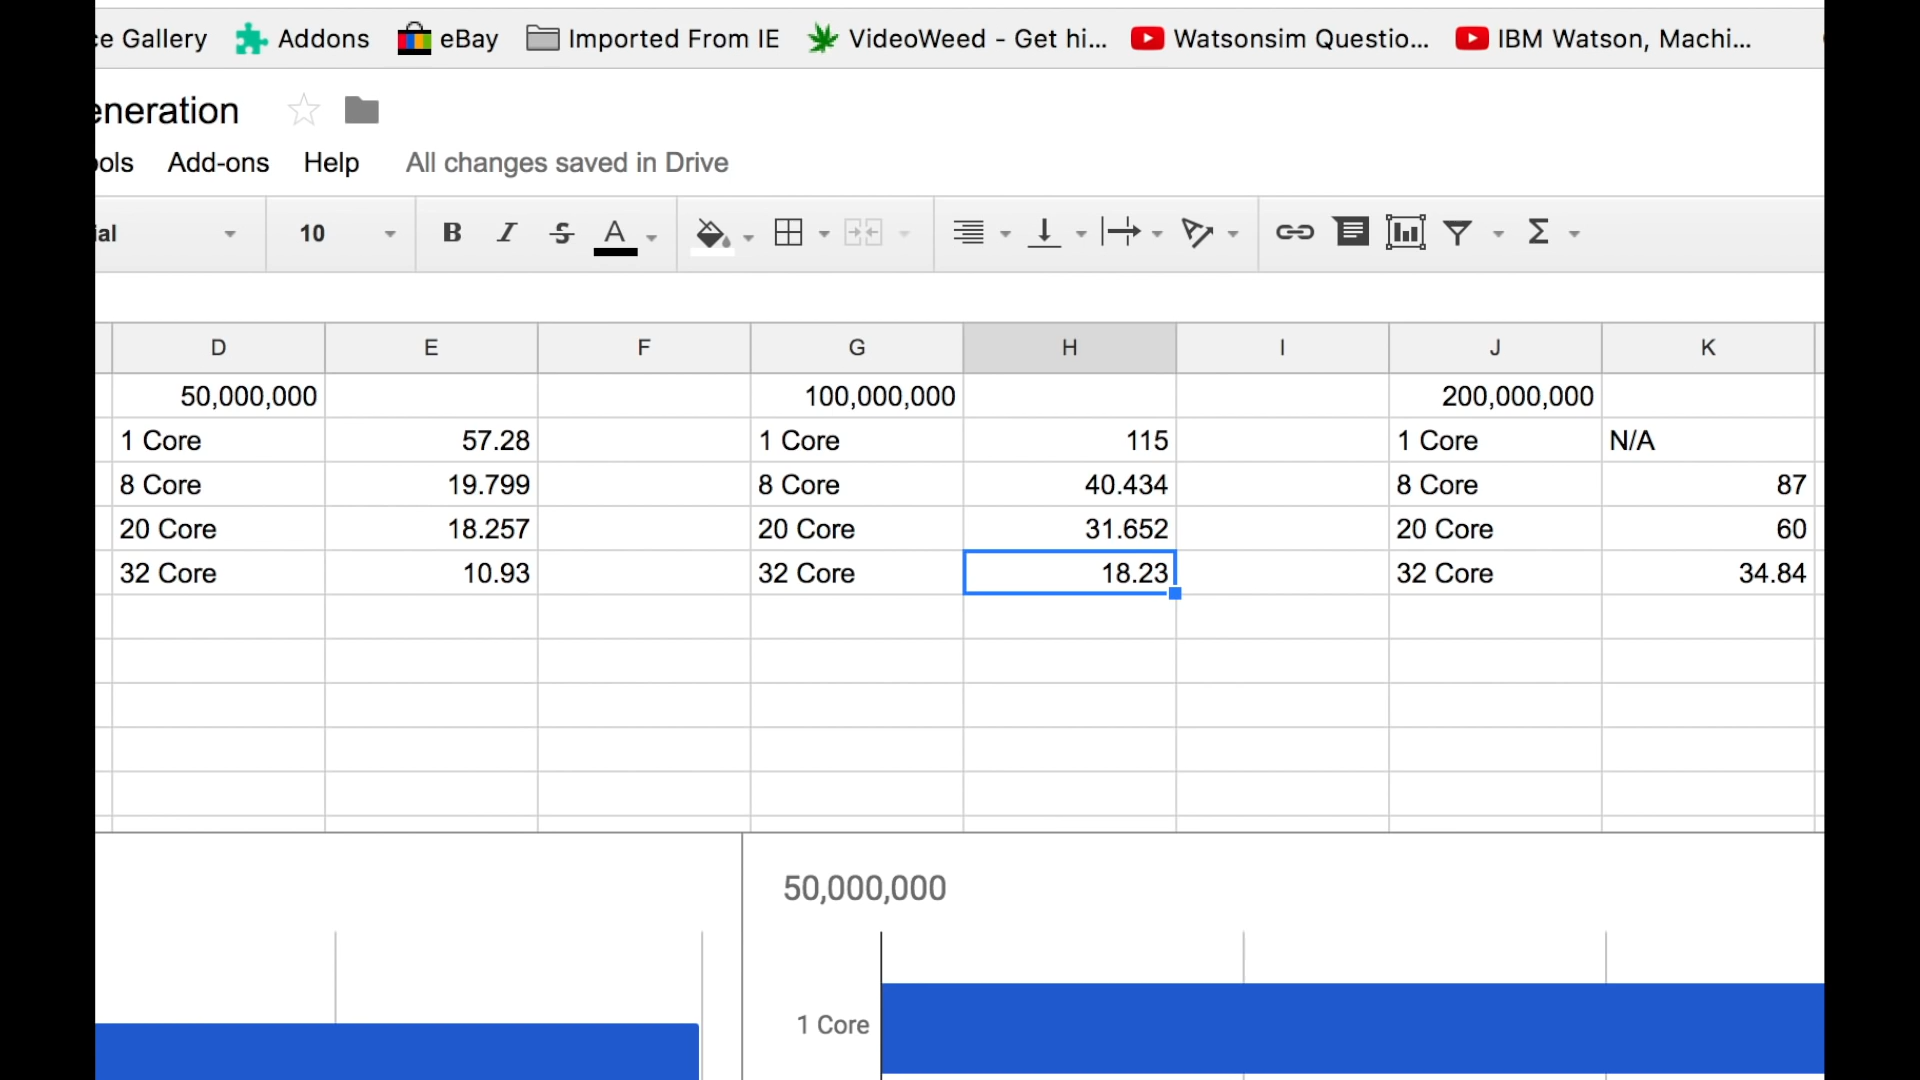 ce Gallery Addons eBay Imported From IE VideoWeed - Get hi... Watsonsim Questio... IBM Watson, Machi...
eneration
ools Add-ons Help All changes saved in Drive
ial 10 B I S A Σ
D E F G H I J K
50,000,000 100,000,000 200,000,000
1 Core 57.28 1 Core 115 1 Core N/A
8 Core 19.799 8 Core 40.434 8 Core 87
20 Core 18.257 20 Core 31.652 20 Core 60
32 Core 10.93 32 Core 18.23 32 Core 34.84
50,000,000
1 Core